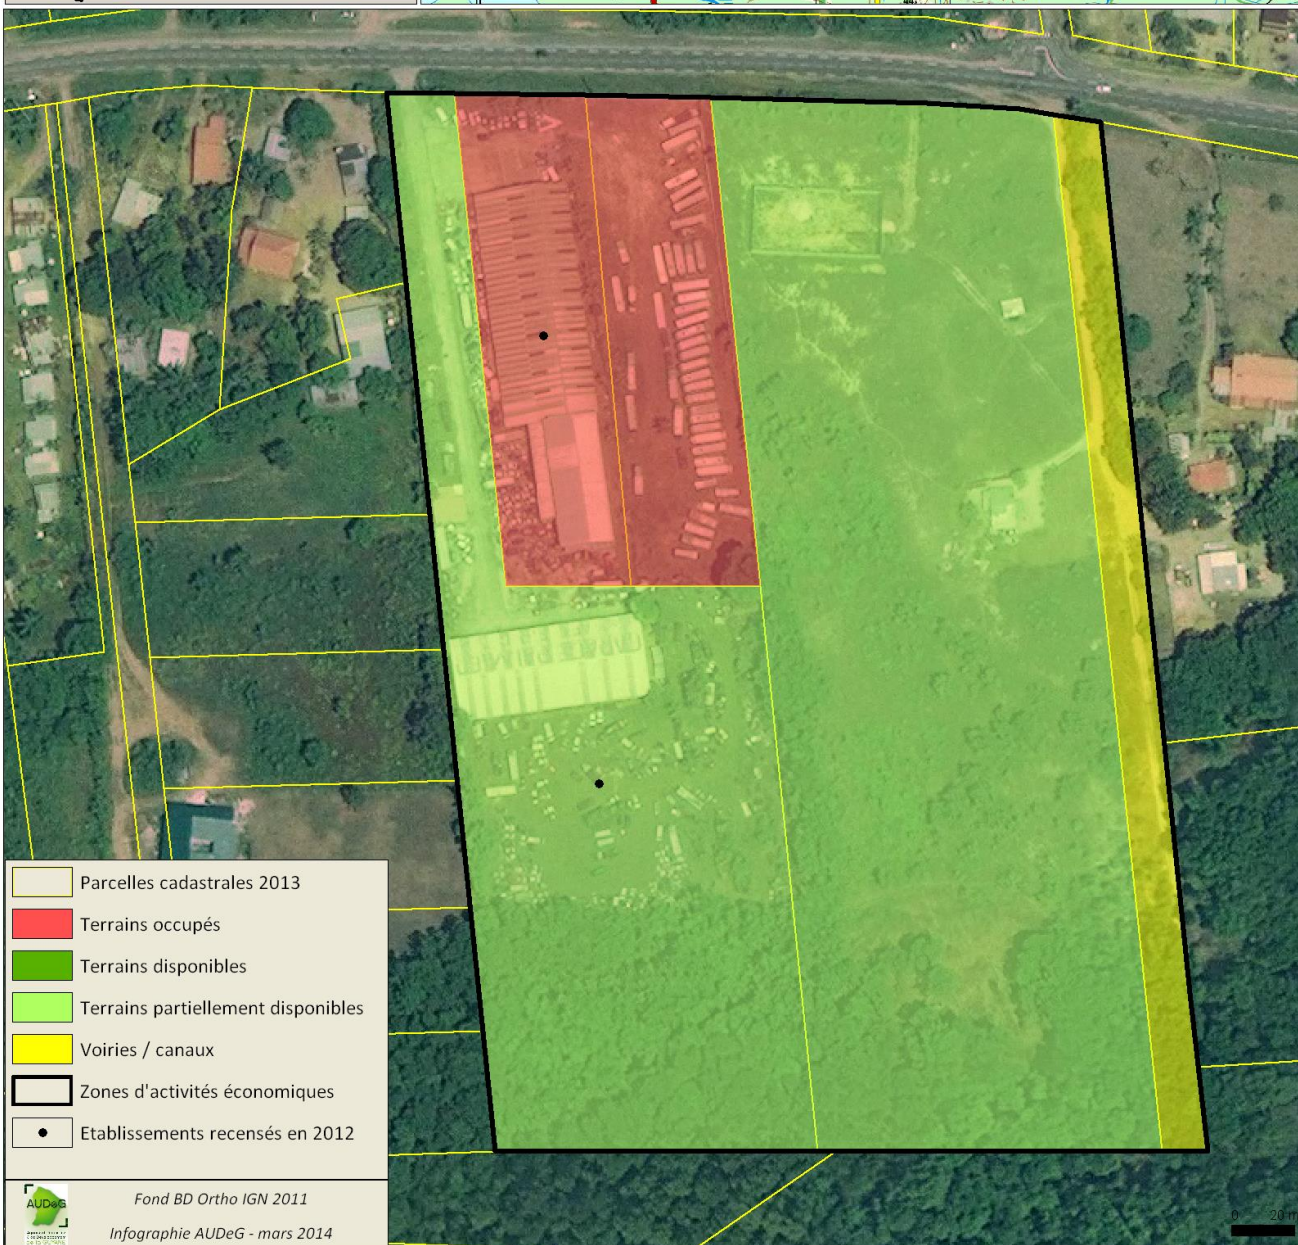 Parcelles cadastrales 2013
Terrains occupés
Terrains disponibles
Terrains partiellement disponibles
Voiries / canaux
Zones d'activités économiques
Etablissements recensés en 2012
AUDeG
Fond BD Ortho IGN 2011
Infographie AUDeG - mars 2014
0 20 m